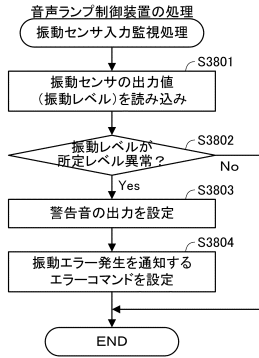 音声ランプ制御装置の処理
振動センサ入力監視処理
S3801
振動センサの出力値
（振動レベル）を読み込み
S3802
振動レベルが
所定レベル異常？
No
Yes
S3803
警告音の出力を設定
S3804
振動エラー発生を通知する
エラーコマンドを設定
END